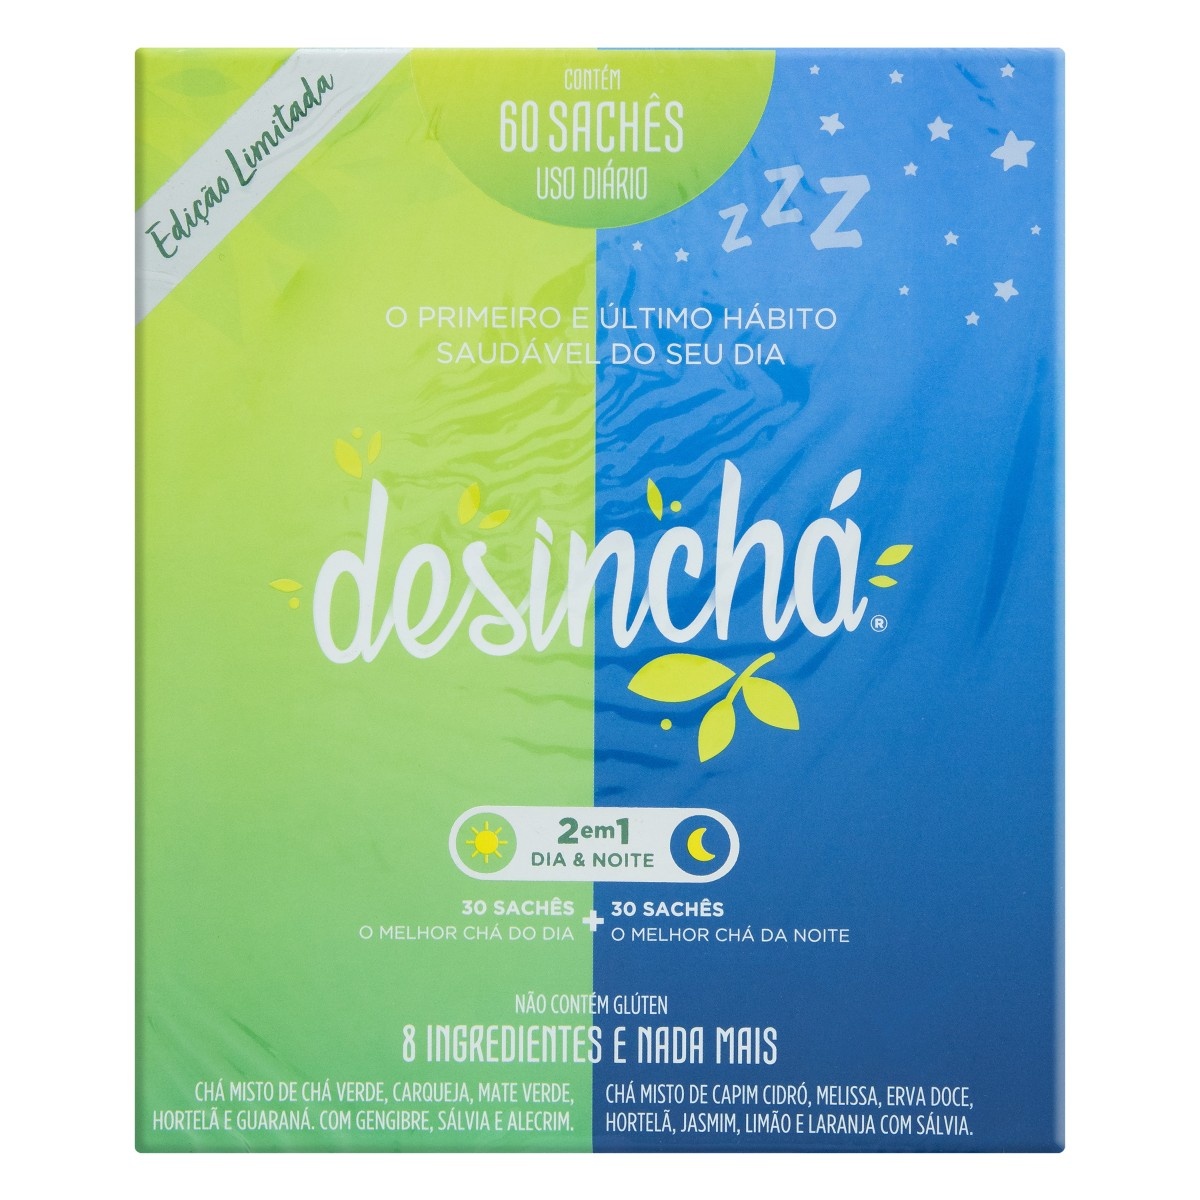 Edição Limitada
CONTÉM
60 SACHÊS
USO DIÁRIO
z z Z
O PRIMEIRO E ÚLTIMO HÁBITO
SAUDÁVEL DO SEU DIA
desinchá®
2em1
DIA & NOITE
30 SACHÊS
O MELHOR CHÁ DO DIA
+
30 SACHÊS
O MELHOR CHÁ DA NOITE
NÃO CONTÉM GLÚTEN
8 INGREDIENTES E NADA MAIS
CHÁ MISTO DE CHÁ VERDE, CARQUEJA, MATE VERDE,
HORTELÃ E GUARANÁ. COM GENGIBRE, SÁLVIA E ALECRIM.
CHÁ MISTO DE CAPIM CIDRÓ, MELISSA, ERVA DOCE,
HORTELÃ, JASMIM, LIMÃO E LARANJA COM SÁLVIA.